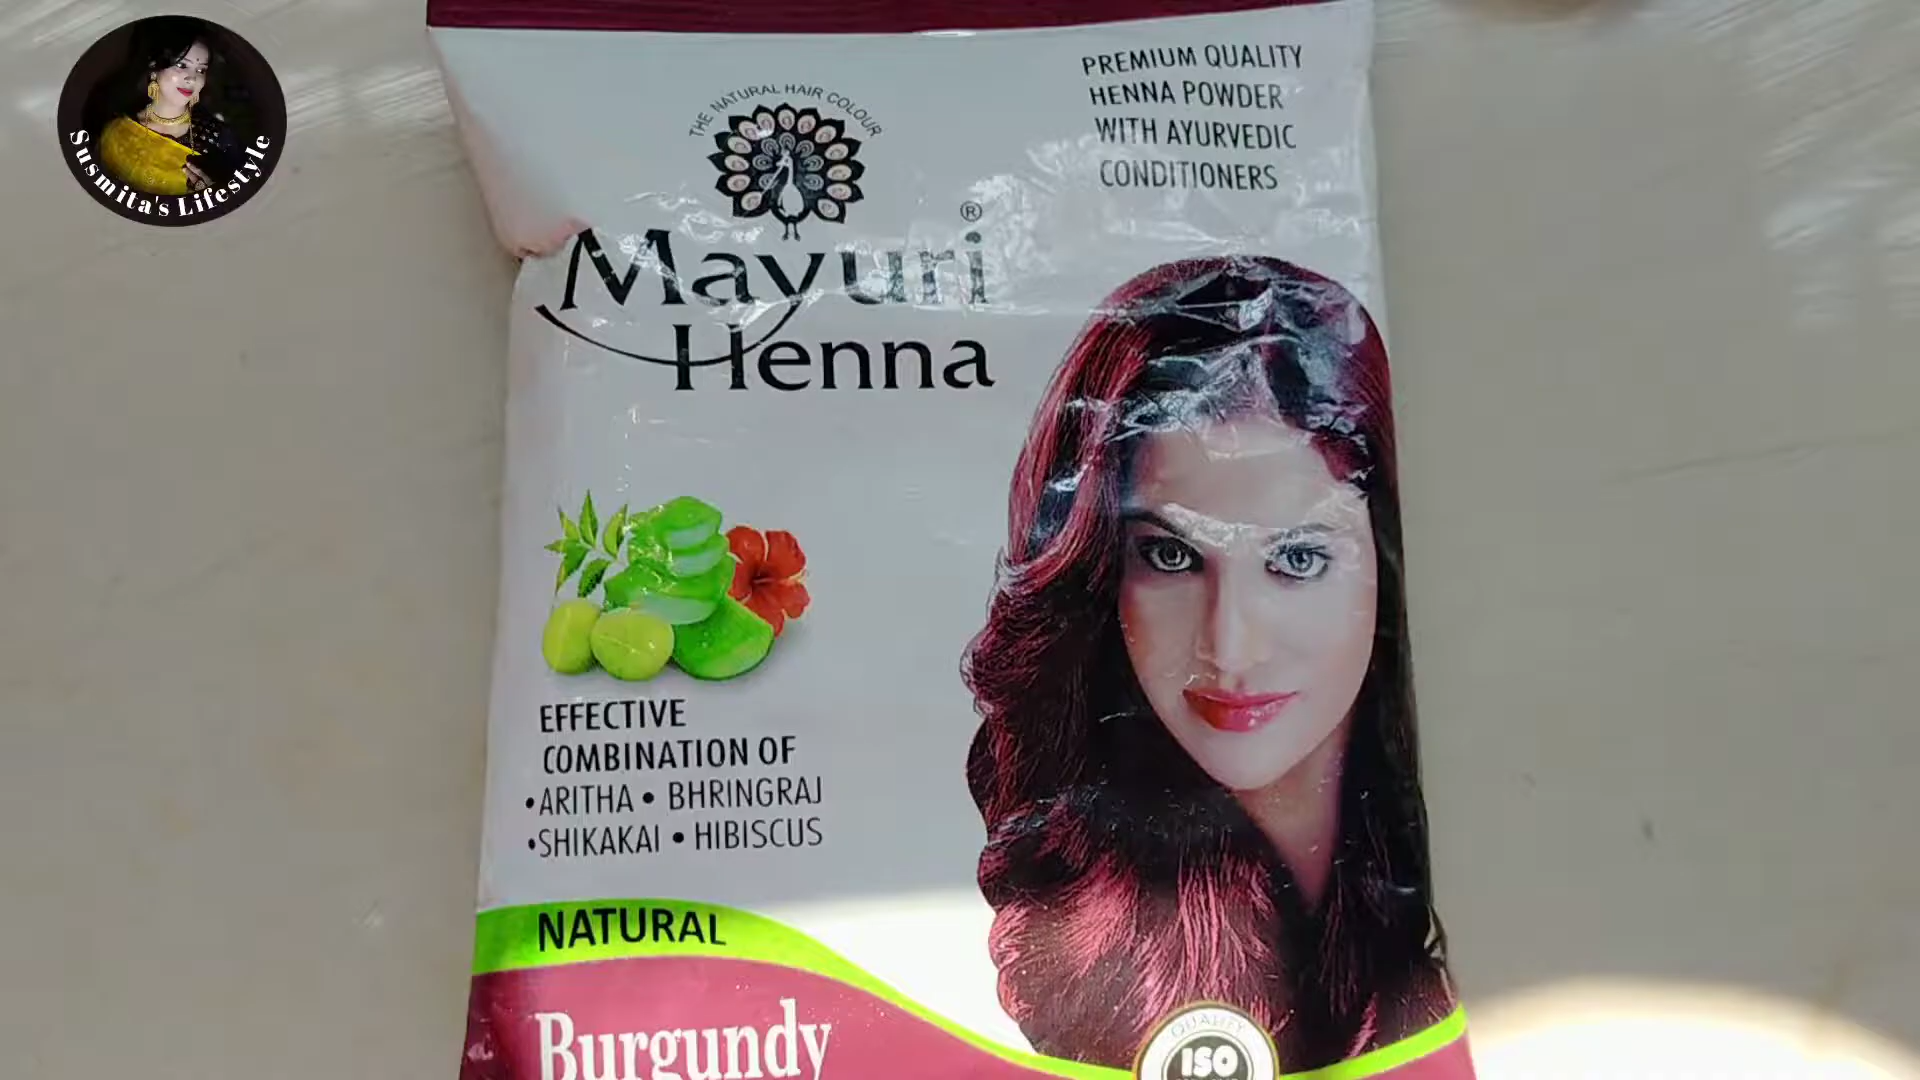 Susmita's Lifestyle
THE NATURAL HAIR COLOUR
Mayuri®
Henna
PREMIUM QUALITY
HENNA POWDER
WITH AYURVEDIC
CONDITIONERS
EFFECTIVE
COMBINATION OF
•ARITHA • BHRINGRAJ
•SHIKAKAI • HIBISCUS
NATURAL
Burgundy
QUALITY
ISO